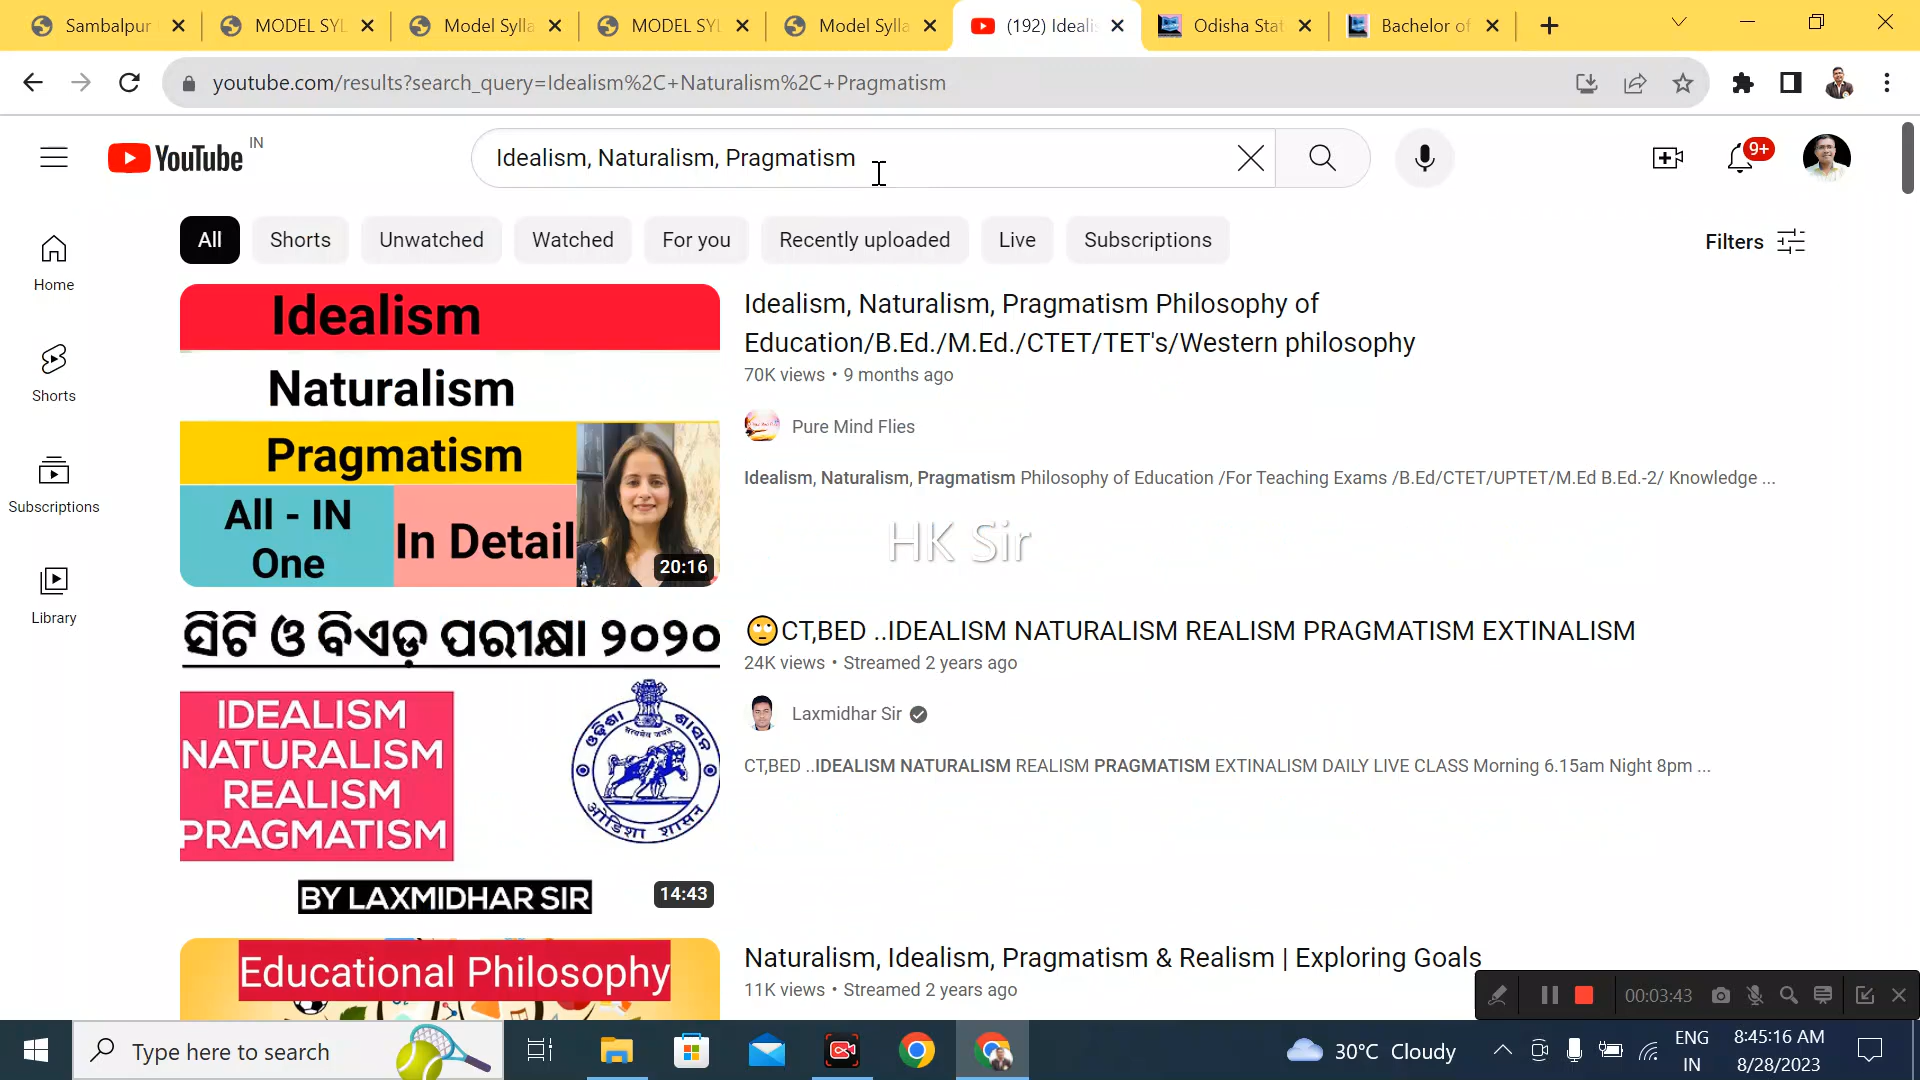 Sambalpur
MODEL SYL
Model Sylla
MODEL SYL
Model Sylla
(192) Ideali
Odisha Stat
Bachelor of
youtube.com/results?search_query=Idealism%2C+Naturalism%2C+Pragmatism
YouTube IN
Idealism, Naturalism, Pragmatism
9+
All
Shorts
Unwatched
Watched
For you
Recently uploaded
Live
Subscriptions
Filters
Home
Shorts
Subscriptions
Library
Idealism
Naturalism
Pragmatism
All - IN
One
In Detail
20:16
Idealism, Naturalism, Pragmatism Philosophy of
Education/B.Ed./M.Ed./CTET/TET's/Western philosophy
70K views • 9 months ago
Pure Mind Flies
Idealism, Naturalism, Pragmatism Philosophy of Education /For Teaching Exams /B.Ed/CTET/UPTET/M.Ed B.Ed.-2/ Knowledge ...
HK Sir
ସିଟି ଓ ବିଏଡ଼ ପରୀକ୍ଷା ୨୦୨୦
IDEALISM
NATURALISM
REALISM
PRAGMATISM
BY LAXMIDHAR SIR
14:43
🙄CT,BED ..IDEALISM NATURALISM REALISM PRAGMATISM EXTINALISM
24K views • Streamed 2 years ago
Laxmidhar Sir
CT,BED ..IDEALISM NATURALISM REALISM PRAGMATISM EXTINALISM DAILY LIVE CLASS Morning 6.15am Night 8pm ...
Educational Philosophy
Naturalism, Idealism, Pragmatism & Realism | Exploring Goals
11K views • Streamed 2 years ago
00:03:43
Type here to search
30°C Cloudy
ENG
IN
8:45:16 AM
8/28/2023